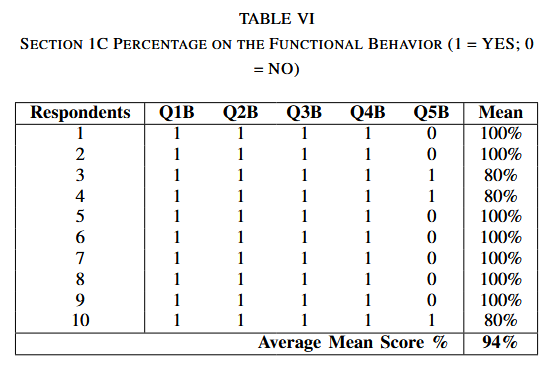 TABLE VI
SECTION 1C PERCENTAGE ON THE FUNCTIONAL BEHAVIOR (1 = YES; 0
= NO)
Respondents Q1B Q2B Q3B Q4B Q5B Mean
1 1 1 1 1 0 100%
2 1 1 1 1 0 100%
3 1 1 1 1 1 80%
4 1 1 1 1 1 80%
5 1 1 1 1 0 100%
6 1 1 1 1 0 100%
7 1 1 1 1 0 100%
8 1 1 1 1 0 100%
9 1 1 1 1 0 100%
10 1 1 1 1 1 80%
Average Mean Score % 94%